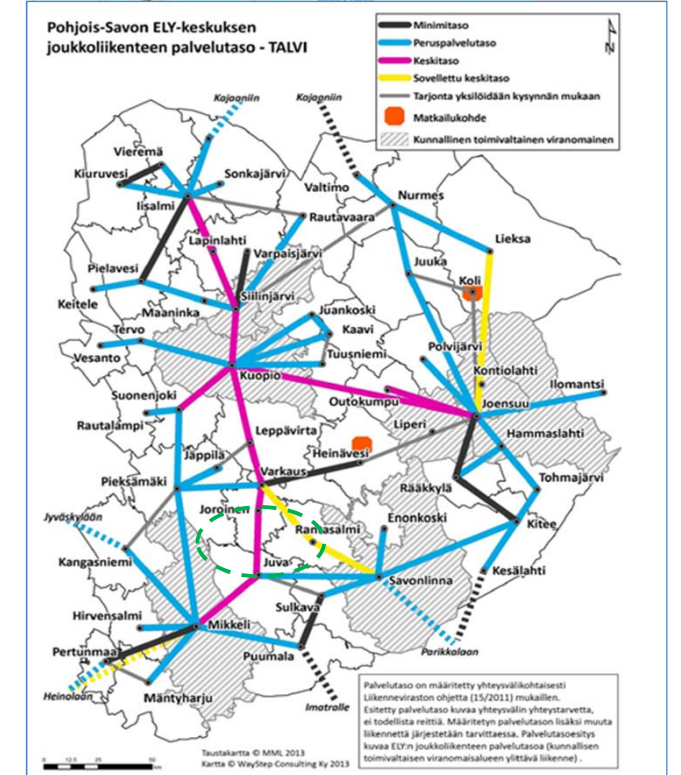 Pohjois-Savon ELY-keskuksen
joukkoliikenteen palvelutaso - TALVI
Minimitaso
Peruspalvelutaso
Keskitaso
Sovellettu keskitaso
Tarjonta yksilöidään kysynnän mukaan
Matkailukohde
Kunnallinen toimivaltainen viranomainen
N
Kajaaniin
Kajaaniin
Vieremä
Kiuruvesi
Sonkajärvi
Valtimo
Nurmes
Iisalmi
Rautavaara
Lapinlahti
Varpaisjärvi
Lieksa
Pielavesi
Juuka
Koli
Keitele
Siilinjärvi
Maaninka
Juankoski
Tervo
Kaavi
Vesanto
Tuusniemi
Polvijärvi
Kuopio
Kontiolahti
Ilomantsi
Suonenjoki
Outokumpu
Joensuu
Rautalampi
Leppävirta
Liperi
Hammaslahti
Jäppilä
Heinävesi
Varkaus
Pieksämäki
Rääkkylä
Tohmajärvi
Joroinen
Enonkoski
Jyväskylään
Rantasalmi
Kitee
Kangasniemi
Juva
Savonlinna
Kesälahti
Sulkava
Hirvensalmi
Mikkeli
Pertunmaa
Puumala
Parikkalaan
Heinolaan
Mäntyharju
Imatralle
Palvelutaso on määritetty yhteysvälikohtaisesti
Liikenneviraston ohjetta (15/2011) mukaillen.
Esitetty palvelutaso kuvaa yhteysvälin yhteystarvetta,
ei todellista reittiä. Määritetyn palvelutason lisäksi muuta
liikennettä järjestetään tarvittaessa. Palvelutasoesitys
kuvaa ELY:n joukkoliikenteen palvelutasoa (kunnallisen
toimivaltaisen viranomaisalueen ylittävä liikenne) .
Taustakartta © MML 2013
Kartta © WayStep Consulting Ky 2013